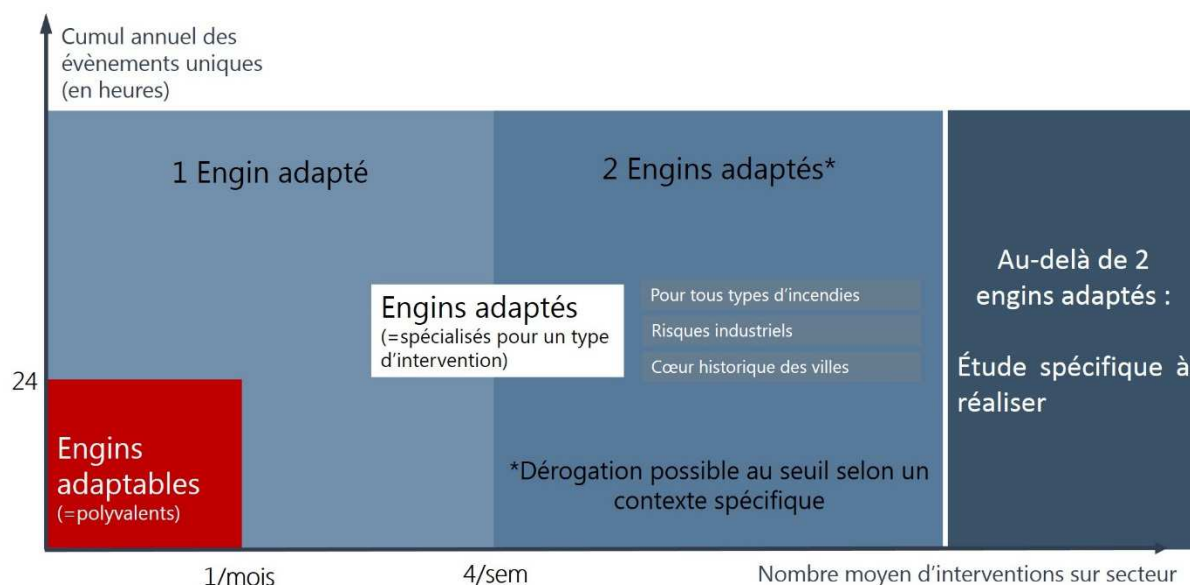 Cumul annuel des
évènements uniques
(en heures)
1 Engin adapté
2 Engins adaptés*
Au-delà de 2
engins adaptés :
Étude spécifique à
réaliser
Engins adaptés
(=spécialisés pour un type
d'intervention)
Pour tous types d'incendies
Risques industriels
Cœur historique des villes
24
Engins
adaptables
(=polyvalents)
*Dérogation possible au seuil selon un
contexte spécifique
1/mois
4/sem
Nombre moyen d'interventions sur secteur